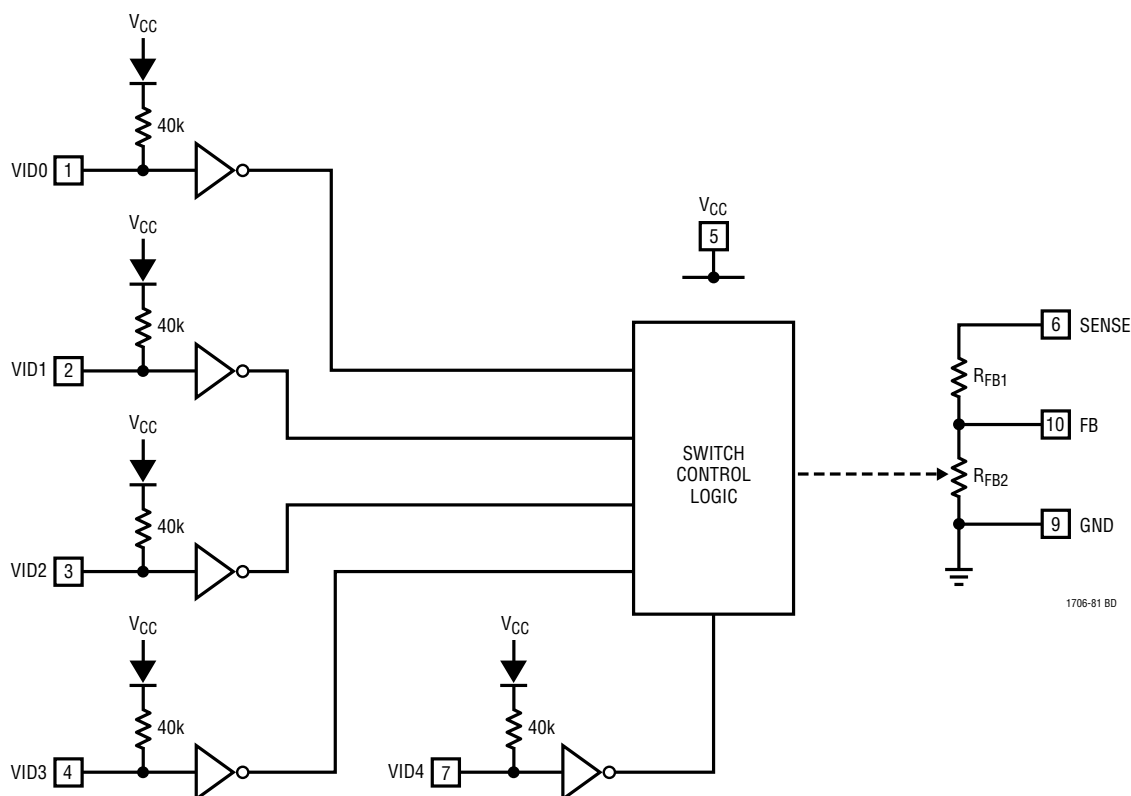 VCC
40k
VID0 1
VCC
40k
VID1 2
VCC
40k
VID2 3
VCC
40k
VID3 4
VCC
40k
VID4 7
VCC
5
SWITCH
CONTROL
LOGIC
6 SENSE
RFB1
10 FB
RFB2
9 GND
1706-81 BD